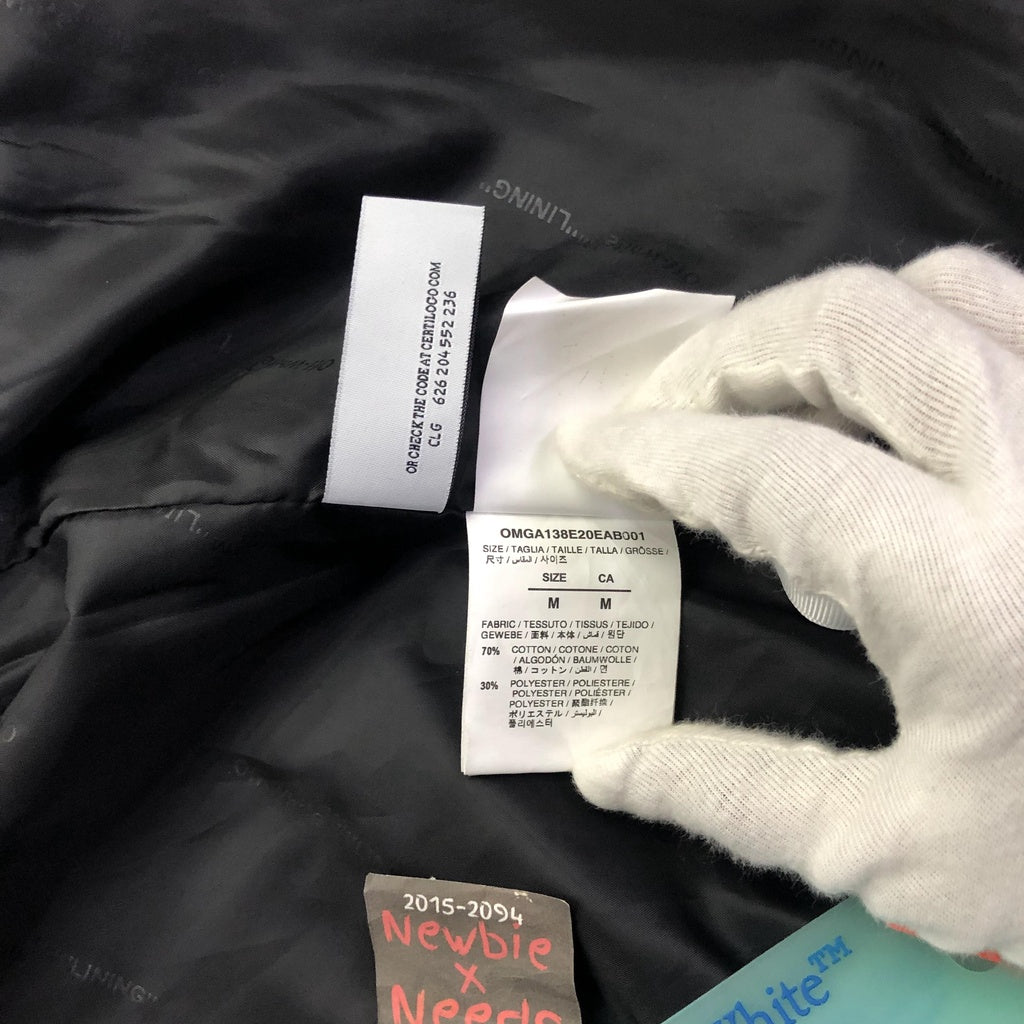 "LINING"
OR CHECK THE CODE AT CERTILOGO.COM
CLG 626 204 552 236
OMGA138E20EAB001
SIZE / TAGLIA / TAILLE / TALLA / GRÖSSE /
尺寸 / المقاس / 사이즈
SIZE CA
M M
FABRIC / TESSUTO / TISSUS / TEJIDO /
GEWEBE / 面料 / 本体 / قماش / 원단
70% COTTON / COTONE / COTON
/ ALGODÓN / BAUMWOLLE /
棉 / コットン / القطن / 면
30% POLYESTER / POLIESTERE /
POLYESTER / POLIÉSTER /
POLYESTER / 聚酯纤维 /
ポリエステル / البوليستر /
폴리에스터
2015-2094
Newbie
x
Needs
"LINING"
white™